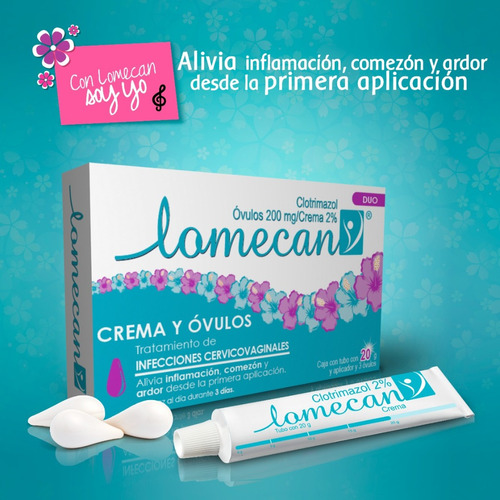 Con Lomecan
soy yo
Alivia inflamación, comezón y ardor
desde la primera aplicación
DUO
Clotrimazol
Óvulos 200 mg/Crema 2%
lomecan ®
lomecan
CREMA Y ÓVULOS
Tratamiento de
INFECCIONES CERVICOVAGINALES
Alivia inflamación, comezón y
ardor desde la primera aplicación.
al día durante 3 días.
Caja con tubo con 20 g
y aplicador y 3 óvulos
Clotrimazol 2%
lomecan
Crema
Tubo con 20 g